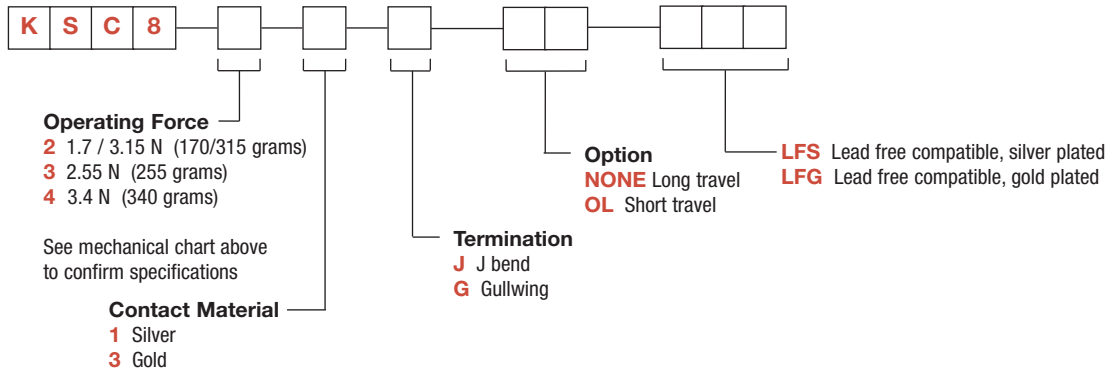 K S C 8
Operating Force
2 1.7 / 3.15 N (170/315 grams)
3 2.55 N (255 grams)
4 3.4 N (340 grams)
See mechanical chart above
to confirm specifications
Contact Material
1 Silver
3 Gold
Termination
J J bend
G Gullwing
Option
NONE Long travel
OL Short travel
LFS Lead free compatible, silver plated
LFG Lead free compatible, gold plated